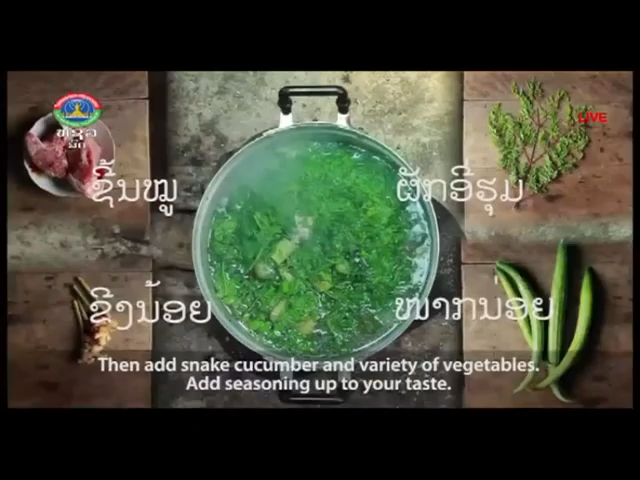 LIVE
ຊີ້ນໝູ
ຜັກອີຮຸມ
ຂີງນ້ອຍ
ໝາກນ່ອຍ
Then add snake cucumber and variety of vegetables.
Add seasoning up to your taste.